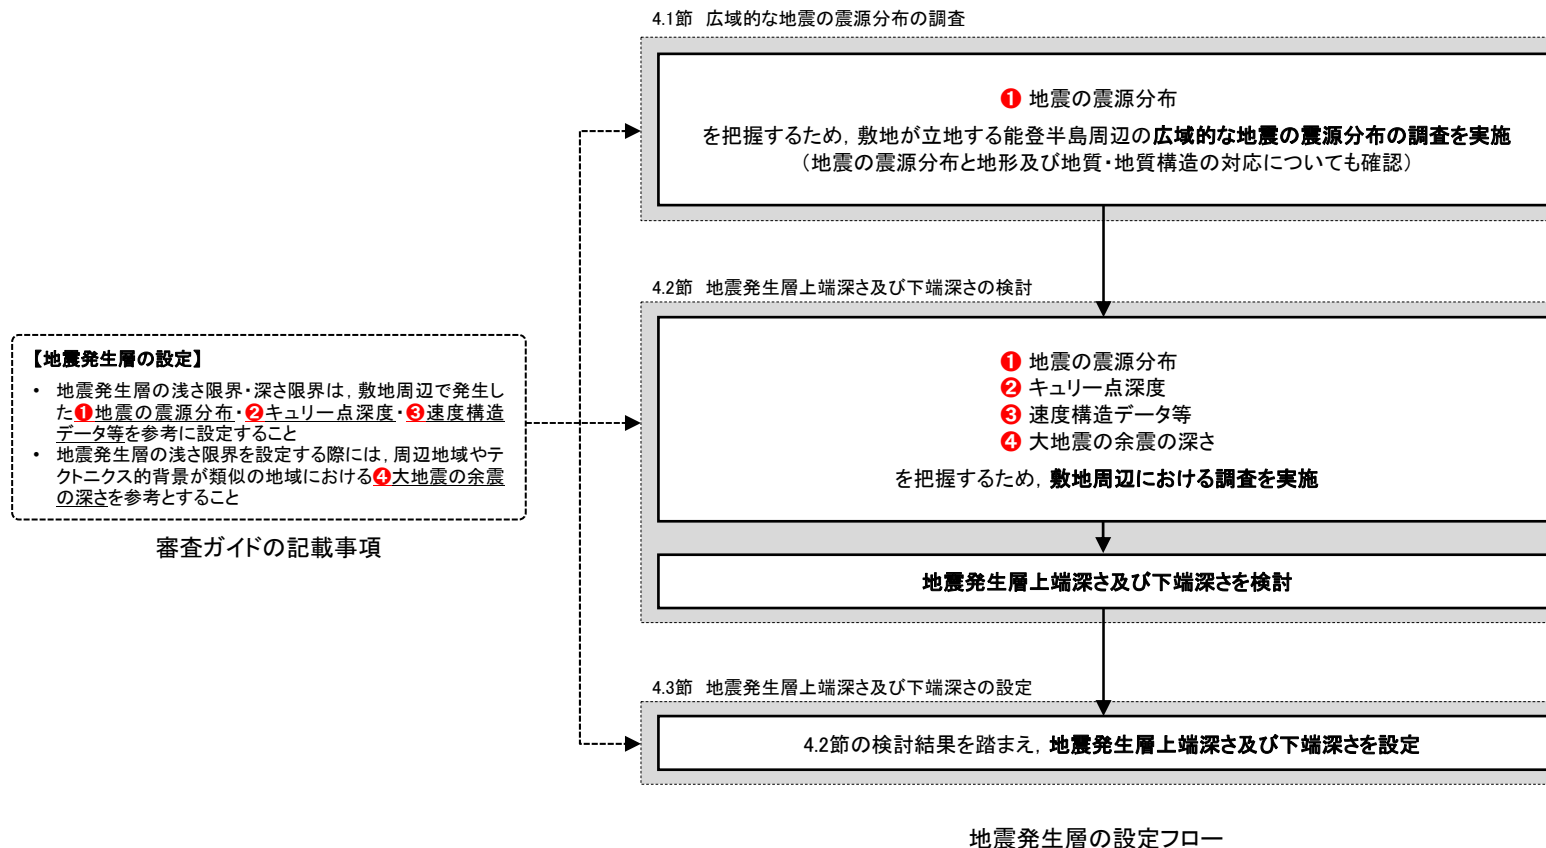 4.1節 広域的な地震の震源分布の調査
❶ 地震の震源分布
を把握するため, 敷地が立地する能登半島周辺の広域的な地震の震源分布の調査を実施
（地震の震源分布と地形及び地質・地質構造の対応についても確認）
4.2節 地震発生層上端深さ及び下端深さの検討
❶ 地震の震源分布
❷ キュリー点深度
❸ 速度構造データ等
❹ 大地震の余震の深さ
を把握するため, 敷地周辺における調査を実施
地震発生層上端深さ及び下端深さを検討
4.3節 地震発生層上端深さ及び下端深さの設定
4.2節の検討結果を踏まえ, 地震発生層上端深さ及び下端深さを設定
【地震発生層の設定】
• 地震発生層の浅さ限界・深さ限界は, 敷地周辺で発生し
た❶地震の震源分布・❷キュリー点深度・❸速度構造
データ等を参考に設定すること
• 地震発生層の浅さ限界を設定する際には, 周辺地域やテ
クトニクス的背景が類似の地域における❹大地震の余震
の深さを参考とすること
審査ガイドの記載事項
地震発生層の設定フロー